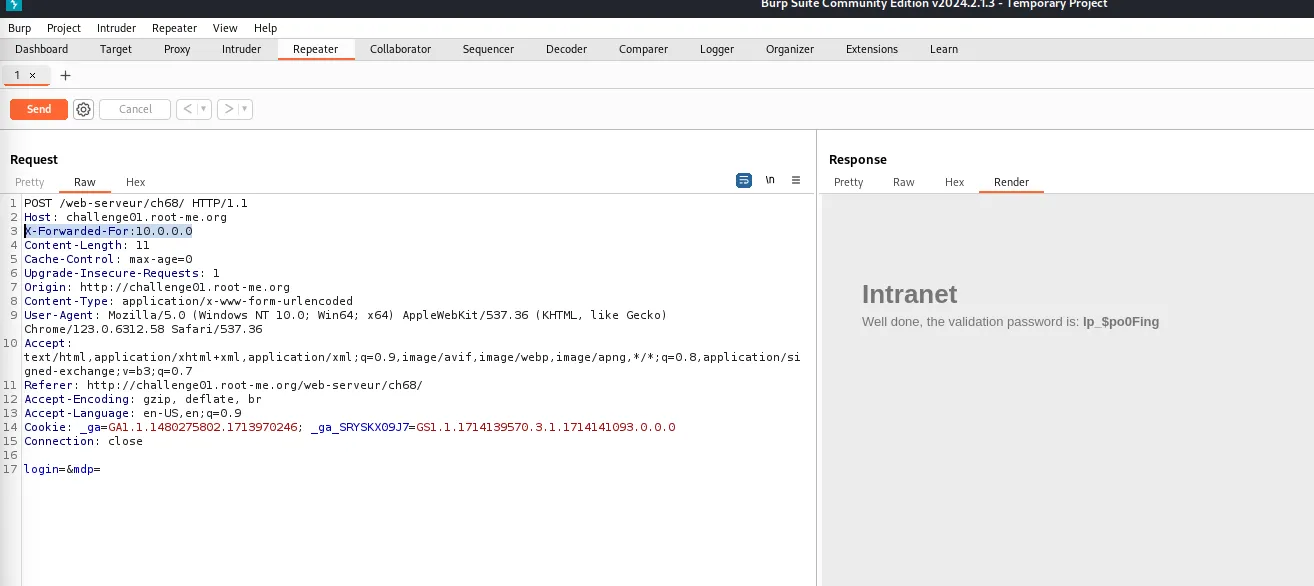 Burp Suite Community Edition v2024.2.1.3 - Temporary Project
Burp Project Intruder Repeater View Help
Dashboard Target Proxy Intruder Repeater Collaborator Sequencer Decoder Comparer Logger Organizer Extensions Learn
1 × +
Send Cancel < >
Request
Pretty Raw Hex \n
1 POST /web-serveur/ch68/ HTTP/1.1
2 Host: challenge01.root-me.org
3 X-Forwarded-For:10.0.0.0
4 Content-Length: 11
5 Cache-Control: max-age=0
6 Upgrade-Insecure-Requests: 1
7 Origin: http://challenge01.root-me.org
8 Content-Type: application/x-www-form-urlencoded
9 User-Agent: Mozilla/5.0 (Windows NT 10.0; Win64; x64) AppleWebKit/537.36 (KHTML, like Gecko)
Chrome/123.0.6312.58 Safari/537.36
10 Accept:
text/html,application/xhtml+xml,application/xml;q=0.9,image/avif,image/webp,image/apng,*/*;q=0.8,application/si
gned-exchange;v=b3;q=0.7
11 Referer: http://challenge01.root-me.org/web-serveur/ch68/
12 Accept-Encoding: gzip, deflate, br
13 Accept-Language: en-US,en;q=0.9
14 Cookie: _ga=GA1.1.1480275802.1713970246; _ga_SRYSKX09J7=GS1.1.1714139570.3.1.1714141093.0.0.0
15 Connection: close
16
17 login=&mdp=
Response
Pretty Raw Hex Render
Intranet
Well done, the validation password is: Ip_$po0Fing